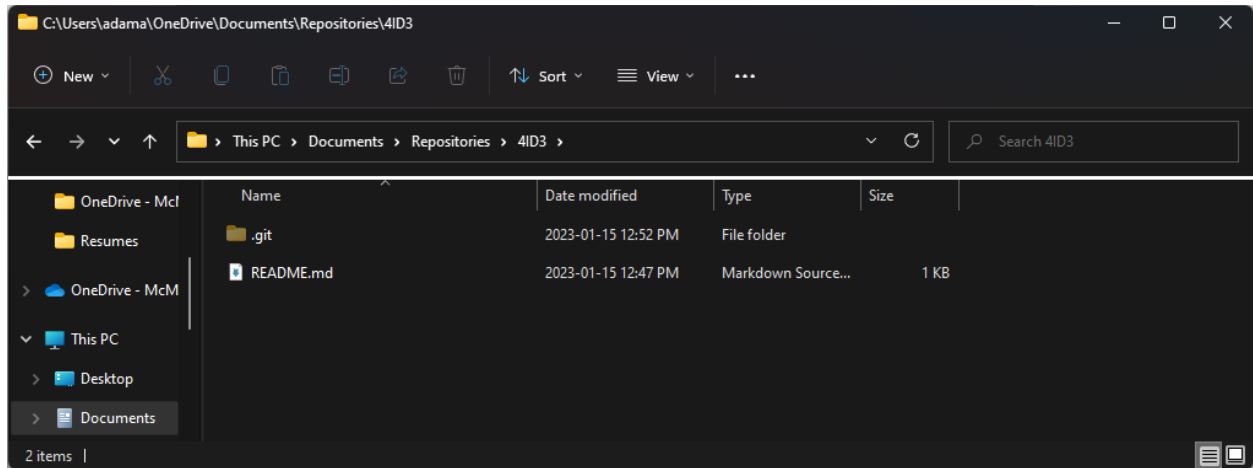 C:\Users\adama\OneDrive\Documents\Repositories\4ID3
New Sort View
This PC > Documents > Repositories > 4ID3 > Search 4ID3
Name Date modified Type Size
OneDrive - McM
.git 2023-01-15 12:52 PM File folder
Resumes
README.md 2023-01-15 12:47 PM Markdown Source... 1 KB
OneDrive - McM
This PC
Desktop
Documents
2 items